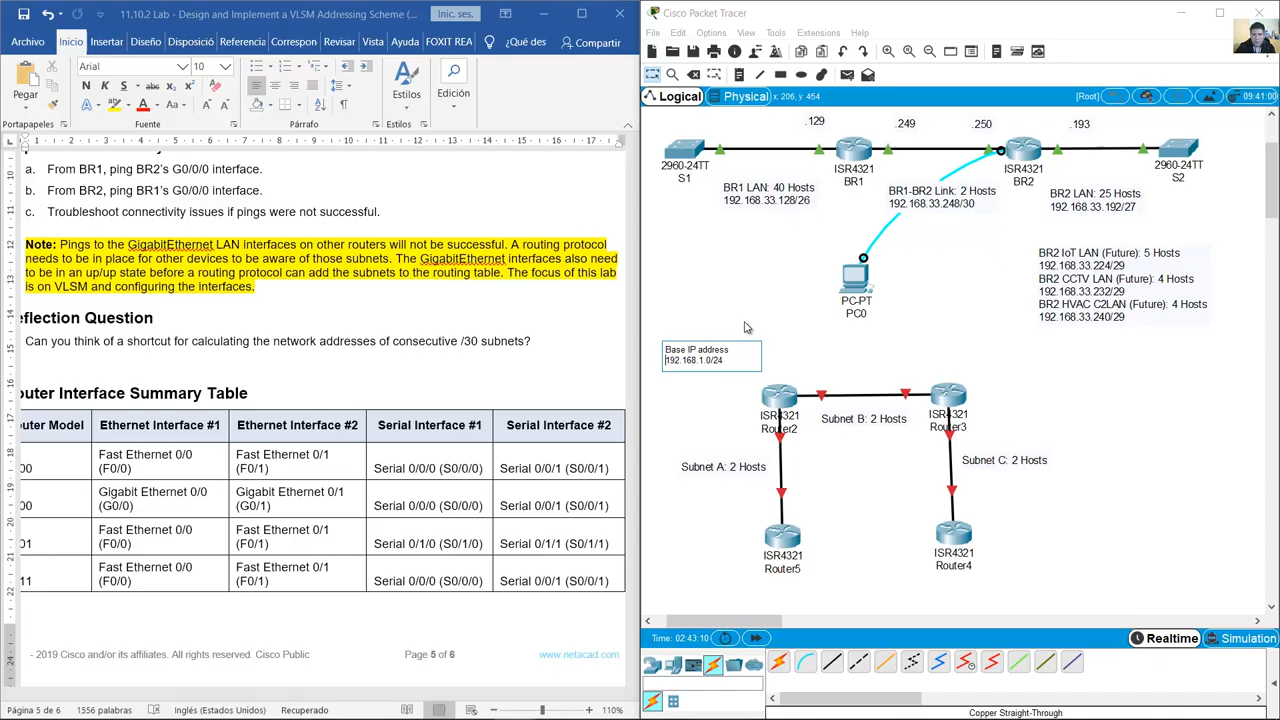 11.10.2 Lab - Design and Implement a VLSM Addressing Scheme (...
Inic. ses.
Archivo
Inicio
Insertar
Dibujar
Disposición
Referencia
Correspon
Revisar
Vista
Ayuda
FOXIT REA
¿Qué des
Compartir
Pegar
Arial
10
Estilos
Edición
Portapapeles
Fuente
Párrafo
Estilos
a. From BR1, ping BR2's G0/0/0 interface.
b. From BR2, ping BR1's G0/0/0 interface.
c. Troubleshoot connectivity issues if pings were not successful.
Note: Pings to the GigabitEthernet LAN interfaces on other routers will not be successful. A routing protocol
needs to be in place for other devices to be aware of those subnets. The GigabitEthernet interfaces also need
to be in an up/up state before a routing protocol can add the subnets to the routing table. The focus of this lab
is on VLSM and configuring the interfaces.
eflection Question
Can you think of a shortcut for calculating the network addresses of consecutive /30 subnets?
outer Interface Summary Table
outer Model
Ethernet Interface #1
Ethernet Interface #2
Serial Interface #1
Serial Interface #2
00
Fast Ethernet 0/0
(F0/0)
Fast Ethernet 0/1
(F0/1)
Serial 0/0/0 (S0/0/0)
Serial 0/0/1 (S0/0/1)
00
Gigabit Ethernet 0/0
(G0/0)
Gigabit Ethernet 0/1
(G0/1)
Serial 0/0/0 (S0/0/0)
Serial 0/0/1 (S0/0/1)
01
Fast Ethernet 0/0
(F0/0)
Fast Ethernet 0/1
(F0/1)
Serial 0/1/0 (S0/1/0)
Serial 0/1/1 (S0/1/1)
11
Fast Ethernet 0/0
(F0/0)
Fast Ethernet 0/1
(F0/1)
Serial 0/0/0 (S0/0/0)
Serial 0/0/1 (S0/0/1)
2019 Cisco and/or its affiliates. All rights reserved. Cisco Public
Page 5 of 6
www.netacad.com
Página 5 de 6
1556 palabras
Inglés (Estados Unidos)
Recuperado
110%
Cisco Packet Tracer
File
Edit
Options
View
Tools
Extensions
Help
Logical
Physical
x: 206, y: 454
[Root]
09:41:00
.129
.249
.250
.193
2960-24TT
S1
ISR4321
BR1
ISR4321
BR2
2960-24TT
S2
BR1 LAN: 40 Hosts
192.168.33.128/26
BR1-BR2 Link: 2 Hosts
192.168.33.248/30
BR2 LAN: 25 Hosts
192.168.33.192/27
PC-PT
PC0
BR2 IoT LAN (Future): 5 Hosts
192.168.33.224/29
BR2 CCTV LAN (Future): 4 Hosts
192.168.33.232/29
BR2 HVAC C2LAN (Future): 4 Hosts
192.168.33.240/29
Base IP address
192.168.1.0/24
ISR4321
Router2
ISR4321
Router3
Subnet B: 2 Hosts
Subnet A: 2 Hosts
Subnet C: 2 Hosts
ISR4321
Router5
ISR4321
Router4
Time: 02:43:10
Realtime
Simulation
Copper Straight-Through